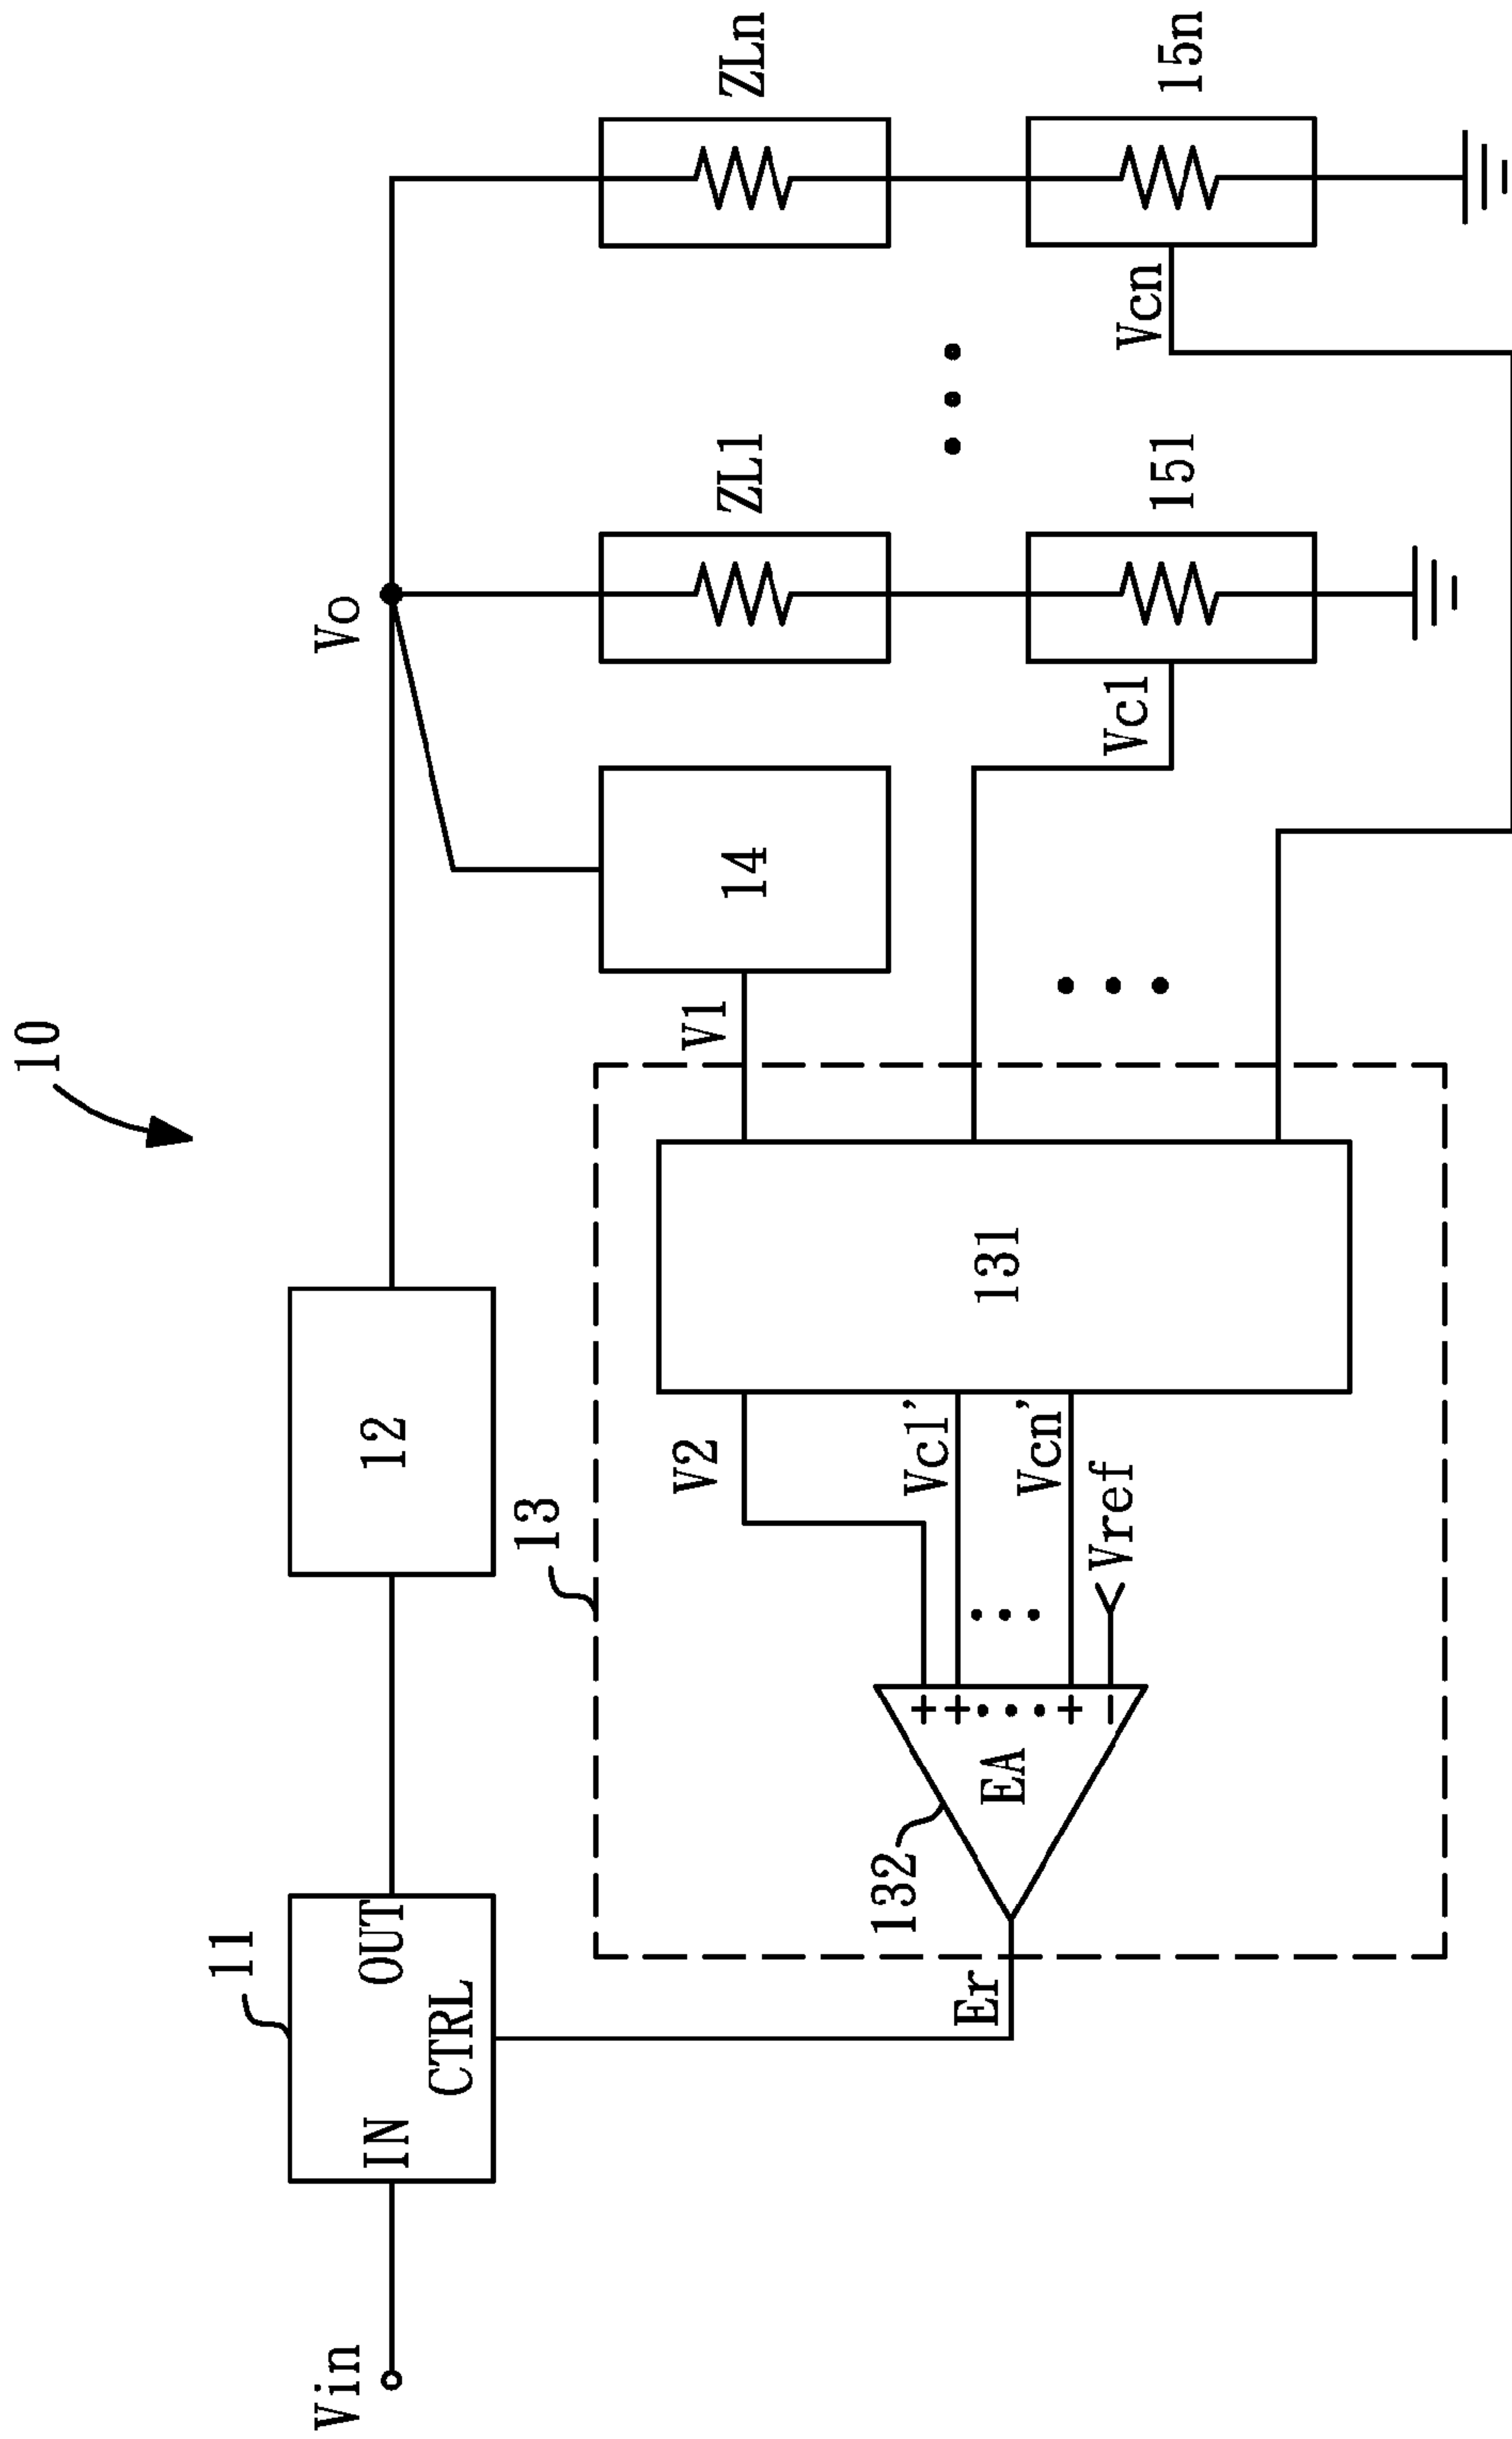 10
Vin
11
IN
OUT
CTRL
12
Vo
13
Er
132
EA
+
+
+
−
V2
Vc1'
Vcn'
Vref
131
V1
14
Vc1
ZL1
151
Vcn
ZLn
15n